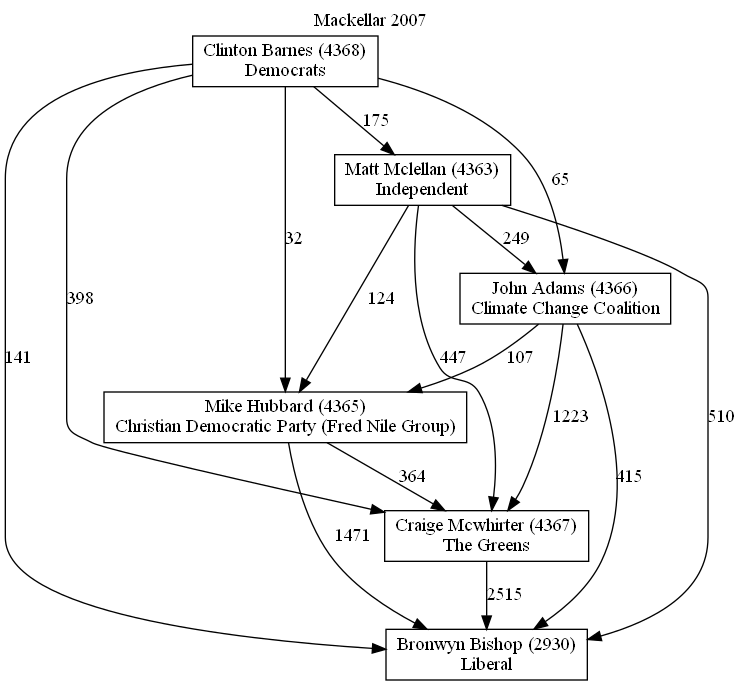 Mackellar 2007
Clinton Barnes (4368)
Democrats
175
Matt Mclellan (4363)
Independent
65
32
249
John Adams (4366)
Climate Change Coalition
398
124
141
447
107
Mike Hubbard (4365)
Christian Democratic Party (Fred Nile Group)
1223
510
364
415
Craige Mcwhirter (4367)
The Greens
1471
2515
Bronwyn Bishop (2930)
Liberal